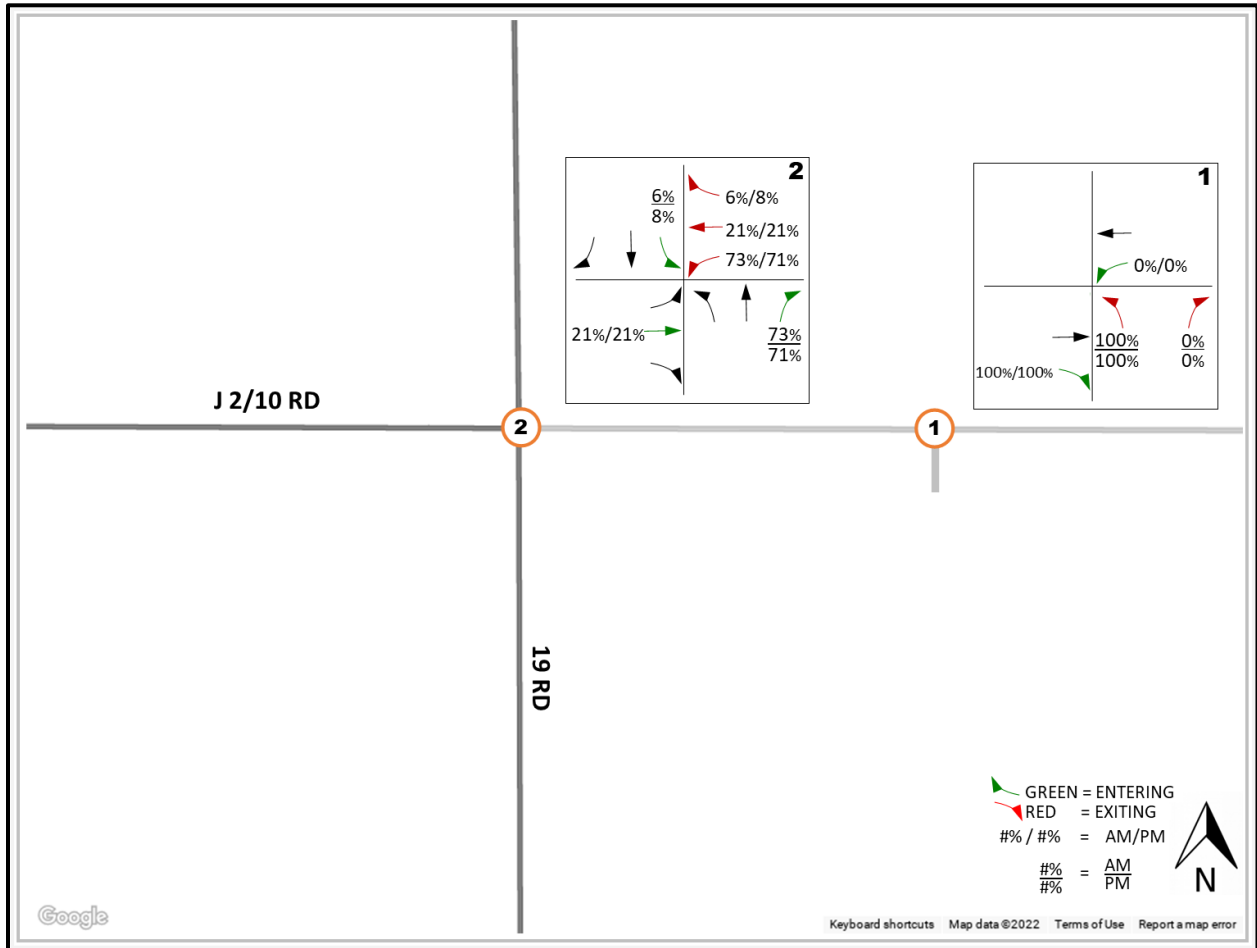 2
6%
8%
6%/8%
21%/21%
73%/71%
21%/21%
73%
71%
1
0%/0%
100%
100%
0%
0%
100%/100%
J 2/10 RD
2
1
19 RD
GREEN = ENTERING
RED = EXITING
#% / #% = AM/PM
#% = AM
#% PM
N
Google
Keyboard shortcuts Map data ©2022 Terms of Use Report a map error